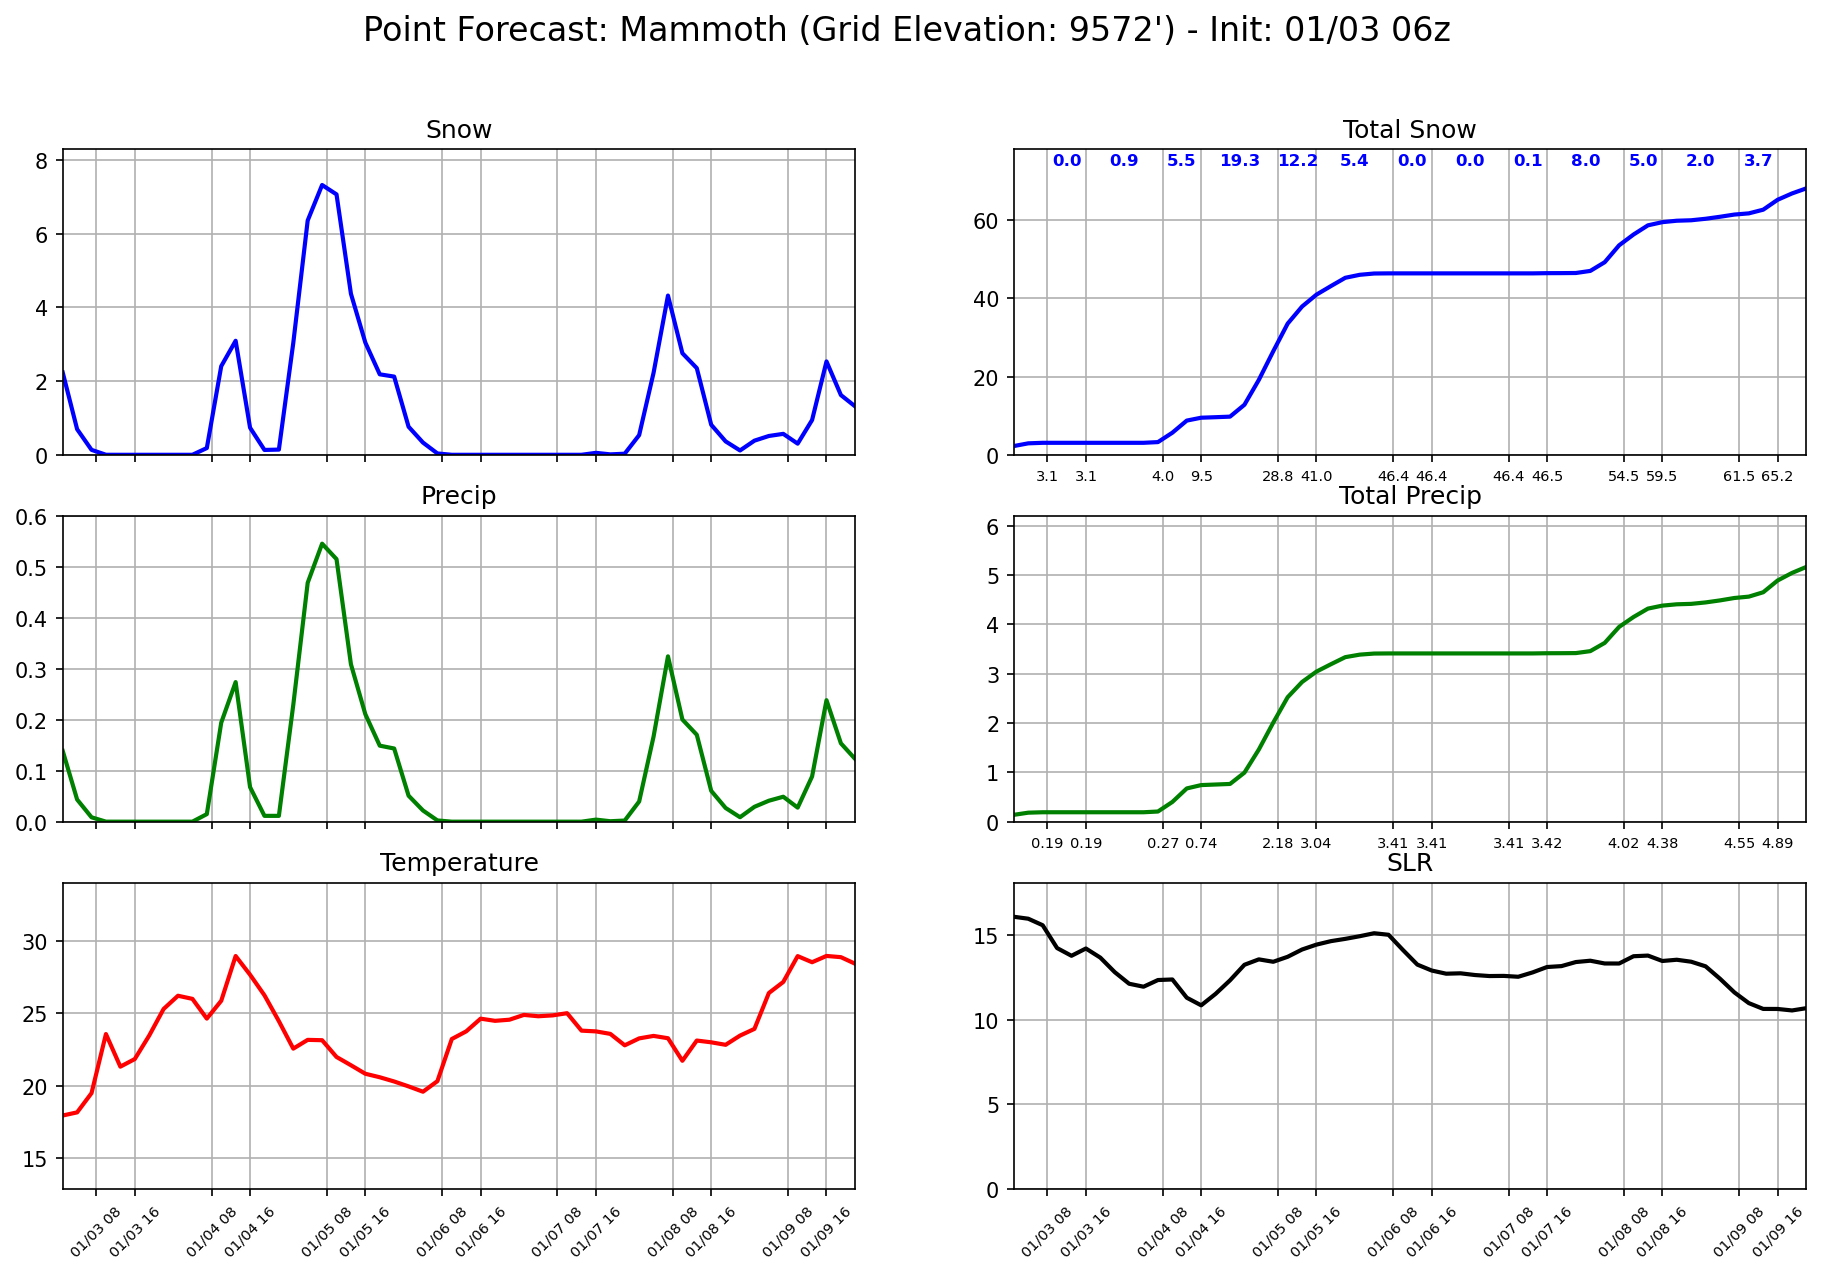 Point Forecast: Mammoth (Grid Elevation: 9572') - Init: 01/03 06z
Snow
8
6
4
2
0
Total Snow
0.0 0.9 5.5 19.3 12.2 5.4 0.0 0.0 0.1 8.0 5.0 2.0 3.7
60
40
20
0
3.1 3.1 4.0 9.5 28.8 41.0 46.4 46.4 46.4 46.5 54.5 59.5 61.5 65.2
Precip
0.6
0.5
0.4
0.3
0.2
0.1
0.0
Total Precip
6
5
4
3
2
1
0
0.19 0.19 0.27 0.74 2.18 3.04 3.41 3.41 3.41 3.42 4.02 4.38 4.55 4.89
Temperature
30
25
20
15
01/03 08 01/03 16 01/04 08 01/04 16 01/05 08 01/05 16 01/06 08 01/06 16 01/07 08 01/07 16 01/08 08 01/08 16 01/09 08 01/09 16
SLR
15
10
5
0
01/03 08 01/03 16 01/04 08 01/04 16 01/05 08 01/05 16 01/06 08 01/06 16 01/07 08 01/07 16 01/08 08 01/08 16 01/09 08 01/09 16